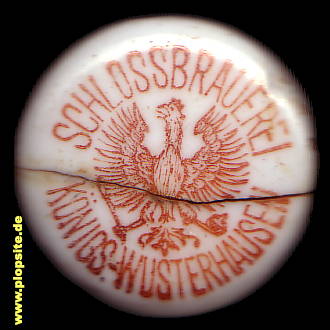 SCHLOSSBRAUEREI
KÖNIGS-WUSTERHAUSEN
www.plopsite.de